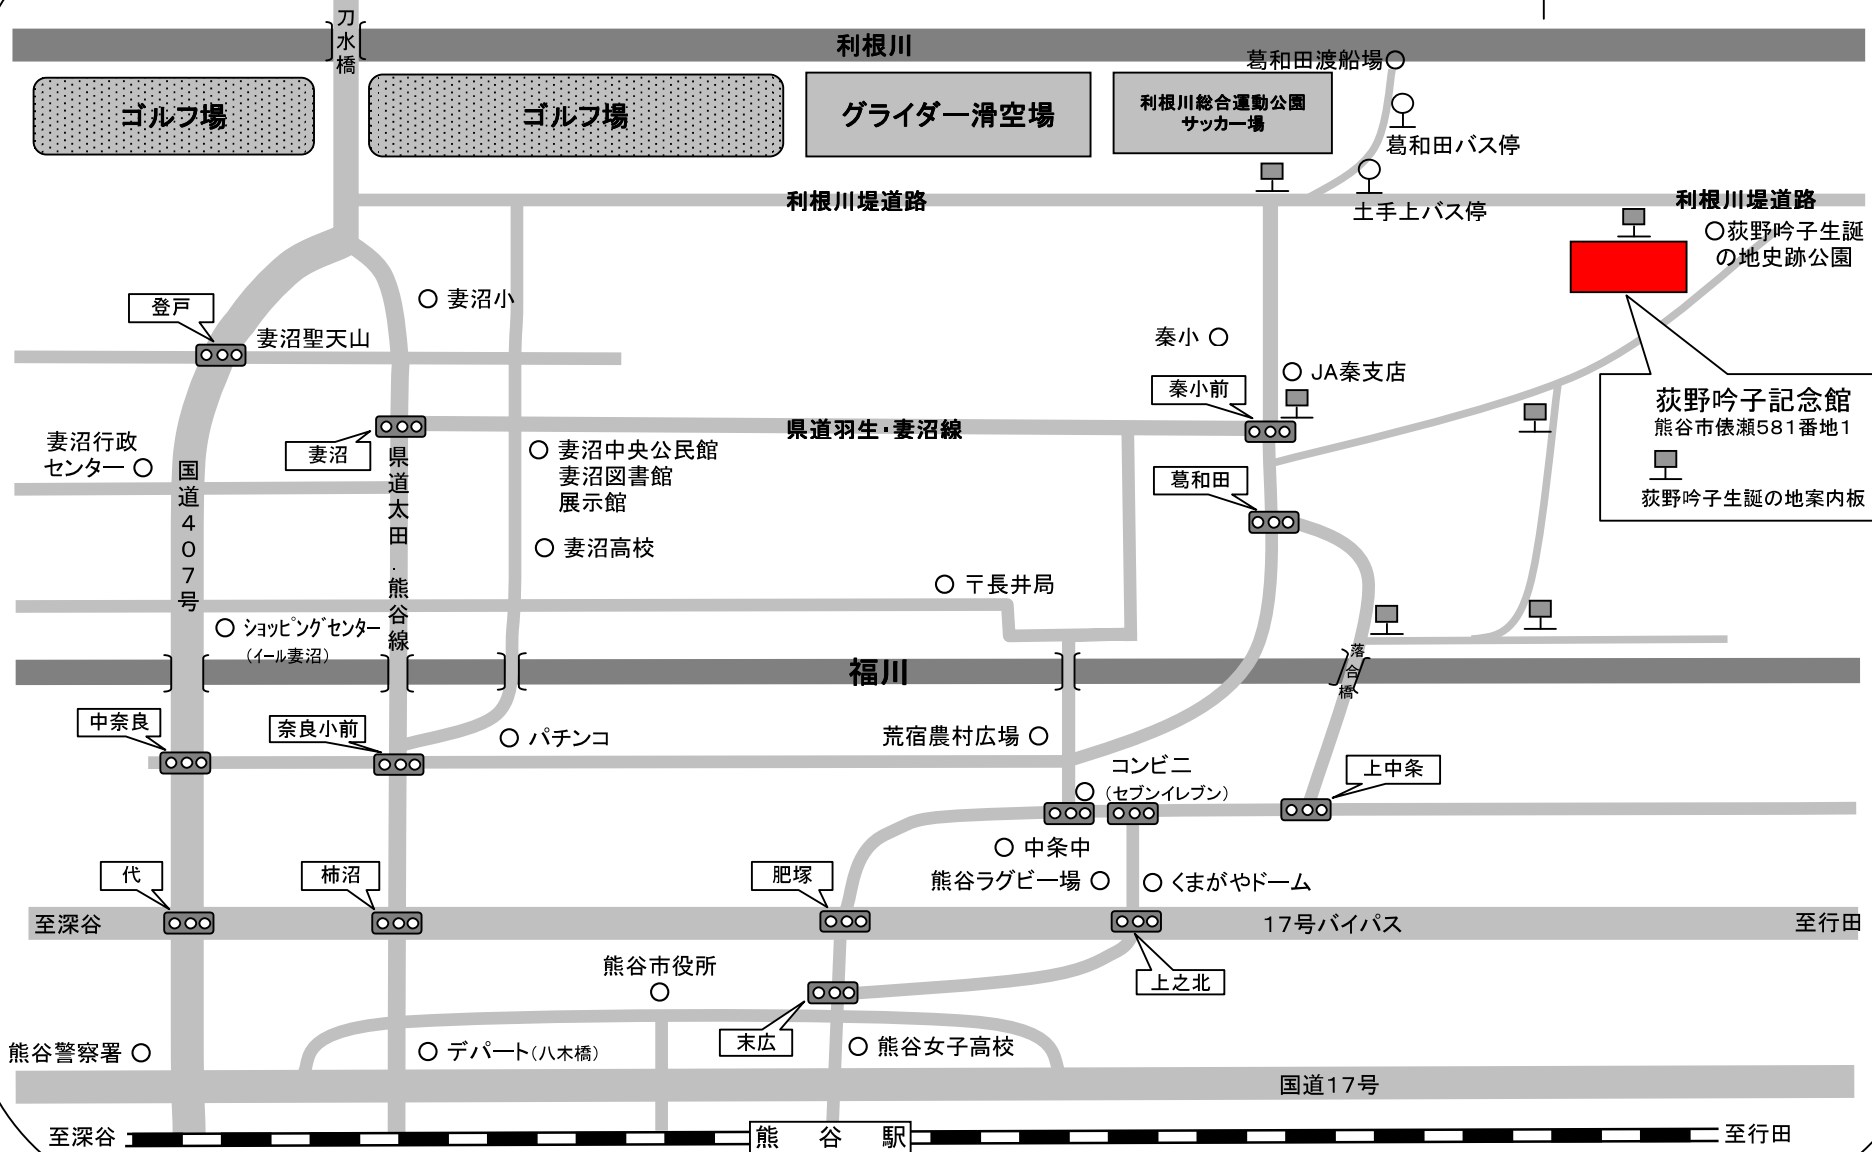 刀水橋
利根川
葛和田渡船場
ゴルフ場
ゴルフ場
グライダー滑空場
利根川総合運動公園
サッカー場
葛和田バス停
利根川堤道路
土手上バス停
利根川堤道路
荻野吟子生誕
の地史跡公園
登戸
妻沼小
妻沼聖天山
秦小
JA秦支店
秦小前
荻野吟子記念館
熊谷市俵瀬581番地1
荻野吟子生誕の地案内板
県道羽生・妻沼線
妻沼行政
センター
妻沼
妻沼中央公民館
妻沼図書館
展示館
国道407号
県道太田・熊谷線
葛和田
妻沼高校
〒長井局
ショッピングセンター
(イール妻沼)
福川
落合橋
中奈良
奈良小前
パチンコ
荒宿農村広場
コンビニ
(セブンイレブン)
上中条
中条中
代
柿沼
肥塚
熊谷ラグビー場
くまがやドーム
至深谷
17号バイパス
至行田
熊谷市役所
上之北
末広
熊谷警察署
デパート(八木橋)
熊谷女子高校
国道17号
至深谷
熊谷駅
至行田